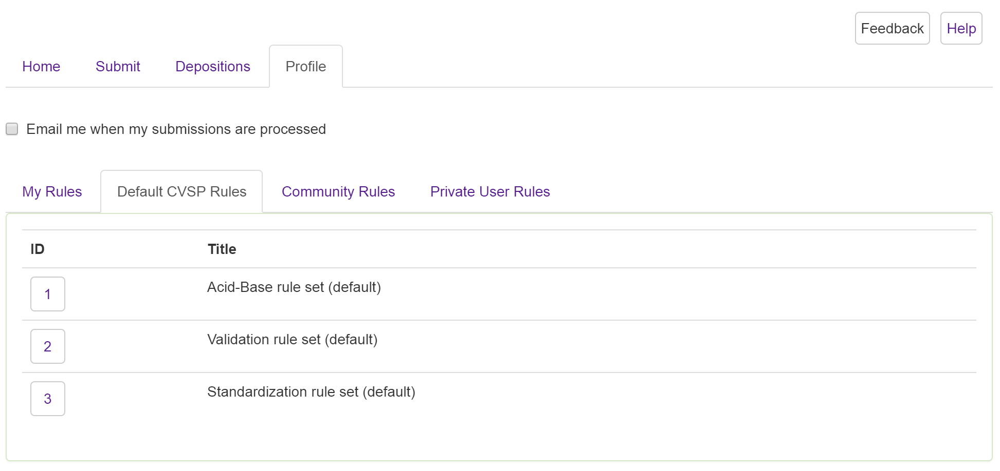 Feedback Help
Home Submit Depositions Profile
Email me when my submissions are processed
My Rules Default CVSP Rules Community Rules Private User Rules
ID Title
1 Acid-Base rule set (default)
2 Validation rule set (default)
3 Standardization rule set (default)